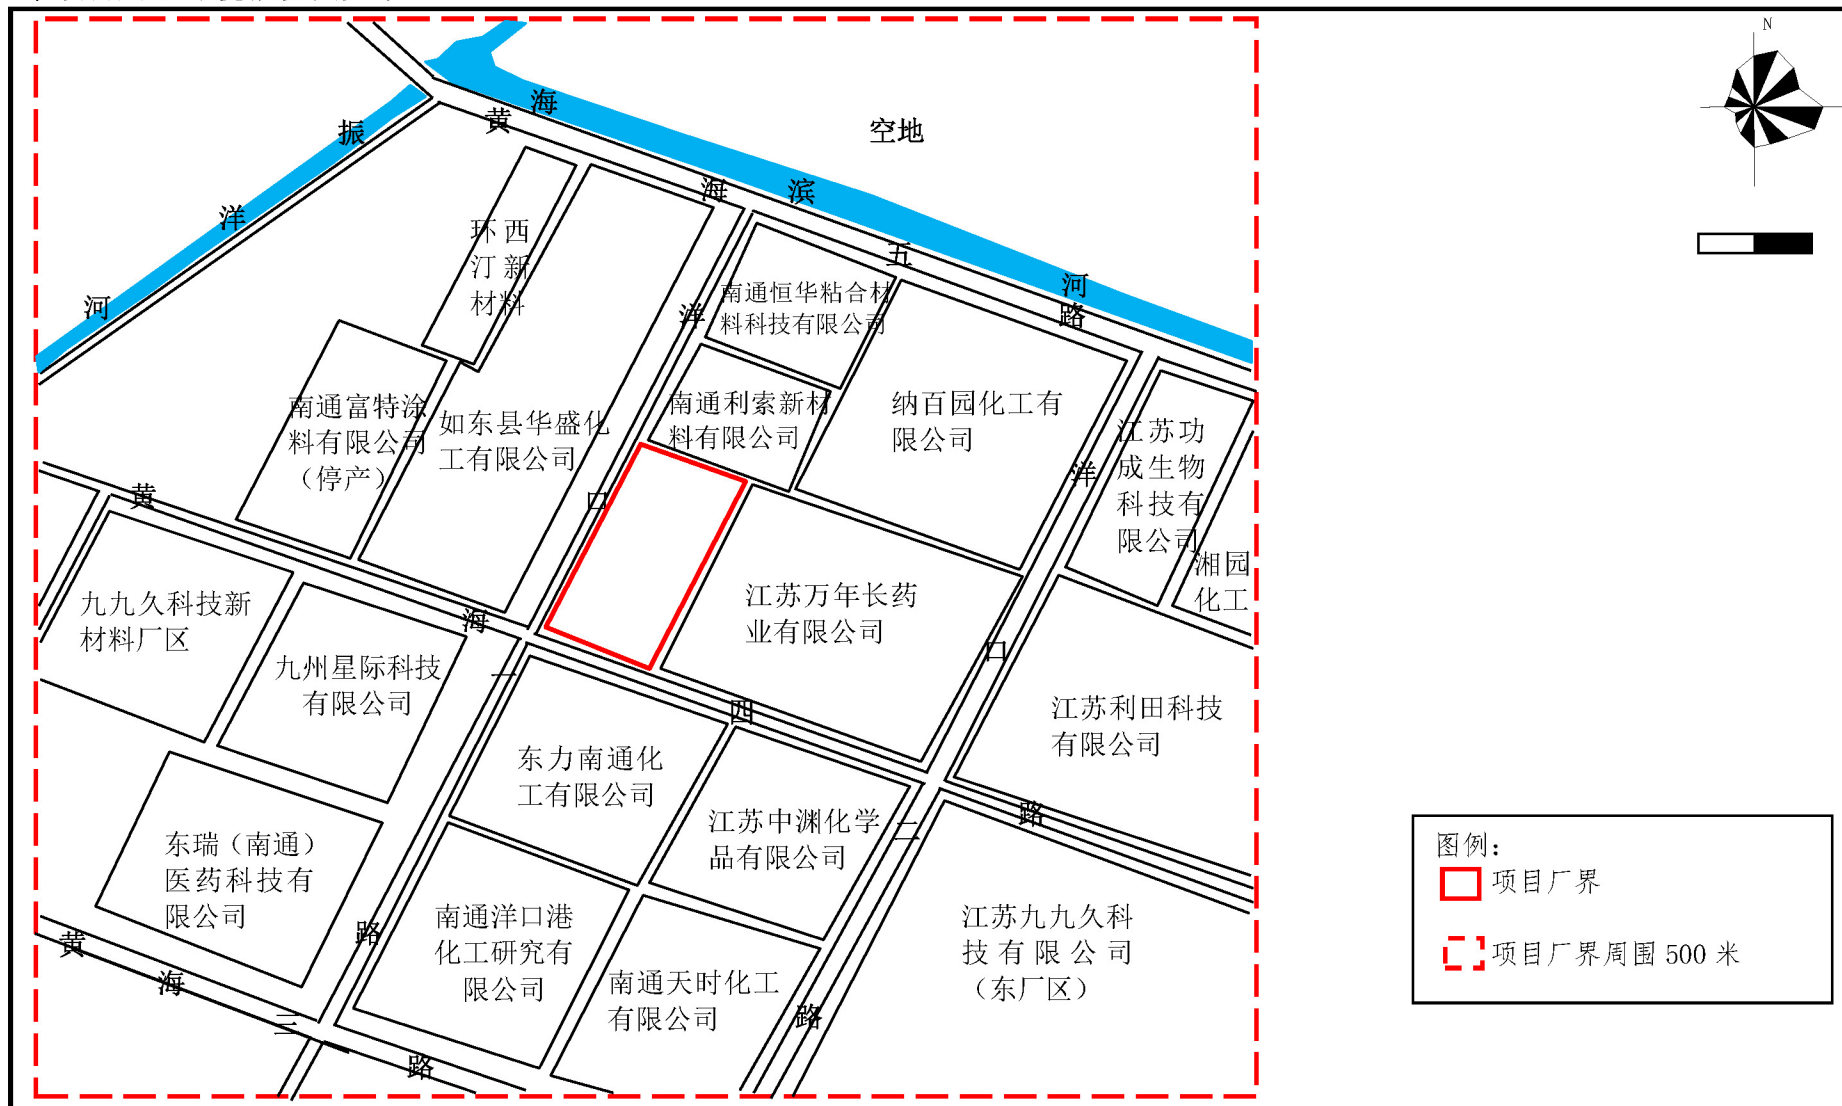 N
振
洋
河
海
滨
河
黄
海
五
路
空地
环西
汀新
材料
南通恒华粘合材
料科技有限公司
南通富特涂
料有限公司
（停产）
如东县华盛化
工有限公司
南通利索新材
料有限公司
纳百园化工有
限公司
江苏功
成生物
科技有
限公司
湘园
化工
洋
口
一
路
洋
口
二
路
黄
海
四
路
江苏万年长药
业有限公司
九九久科技新
材料厂区
九州星际科技
有限公司
江苏利田科技
有限公司
东力南通化
工有限公司
江苏中渊化学
品有限公司
东瑞（南通）
医药科技有
限公司
南通洋口港
化工研究有
限公司
南通天时化工
有限公司
江苏九九久科
技有限公司
（东厂区）
黄
海
三
路
图例：
项目厂界
项目厂界周围 500 米